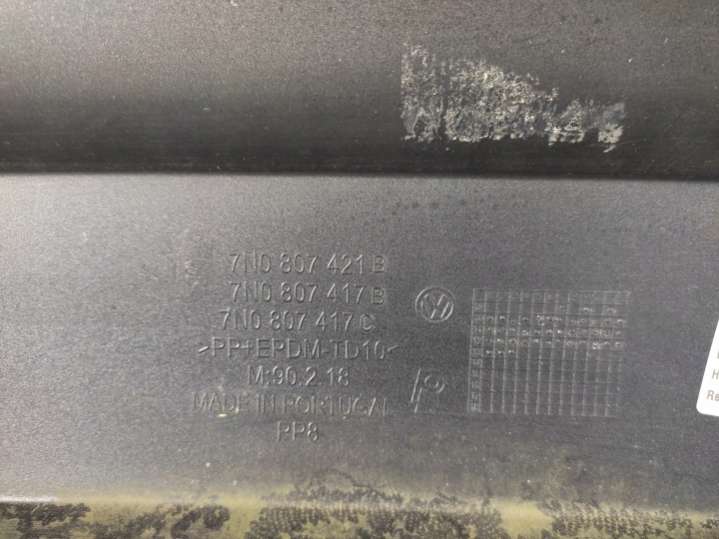 7N0 807 421 B
7N0 807 417 B
7N0 807 417 C
>PP+EPDM-TD10<
M:90.2.18
MADE IN PORTUGAL
PP8
H
Re